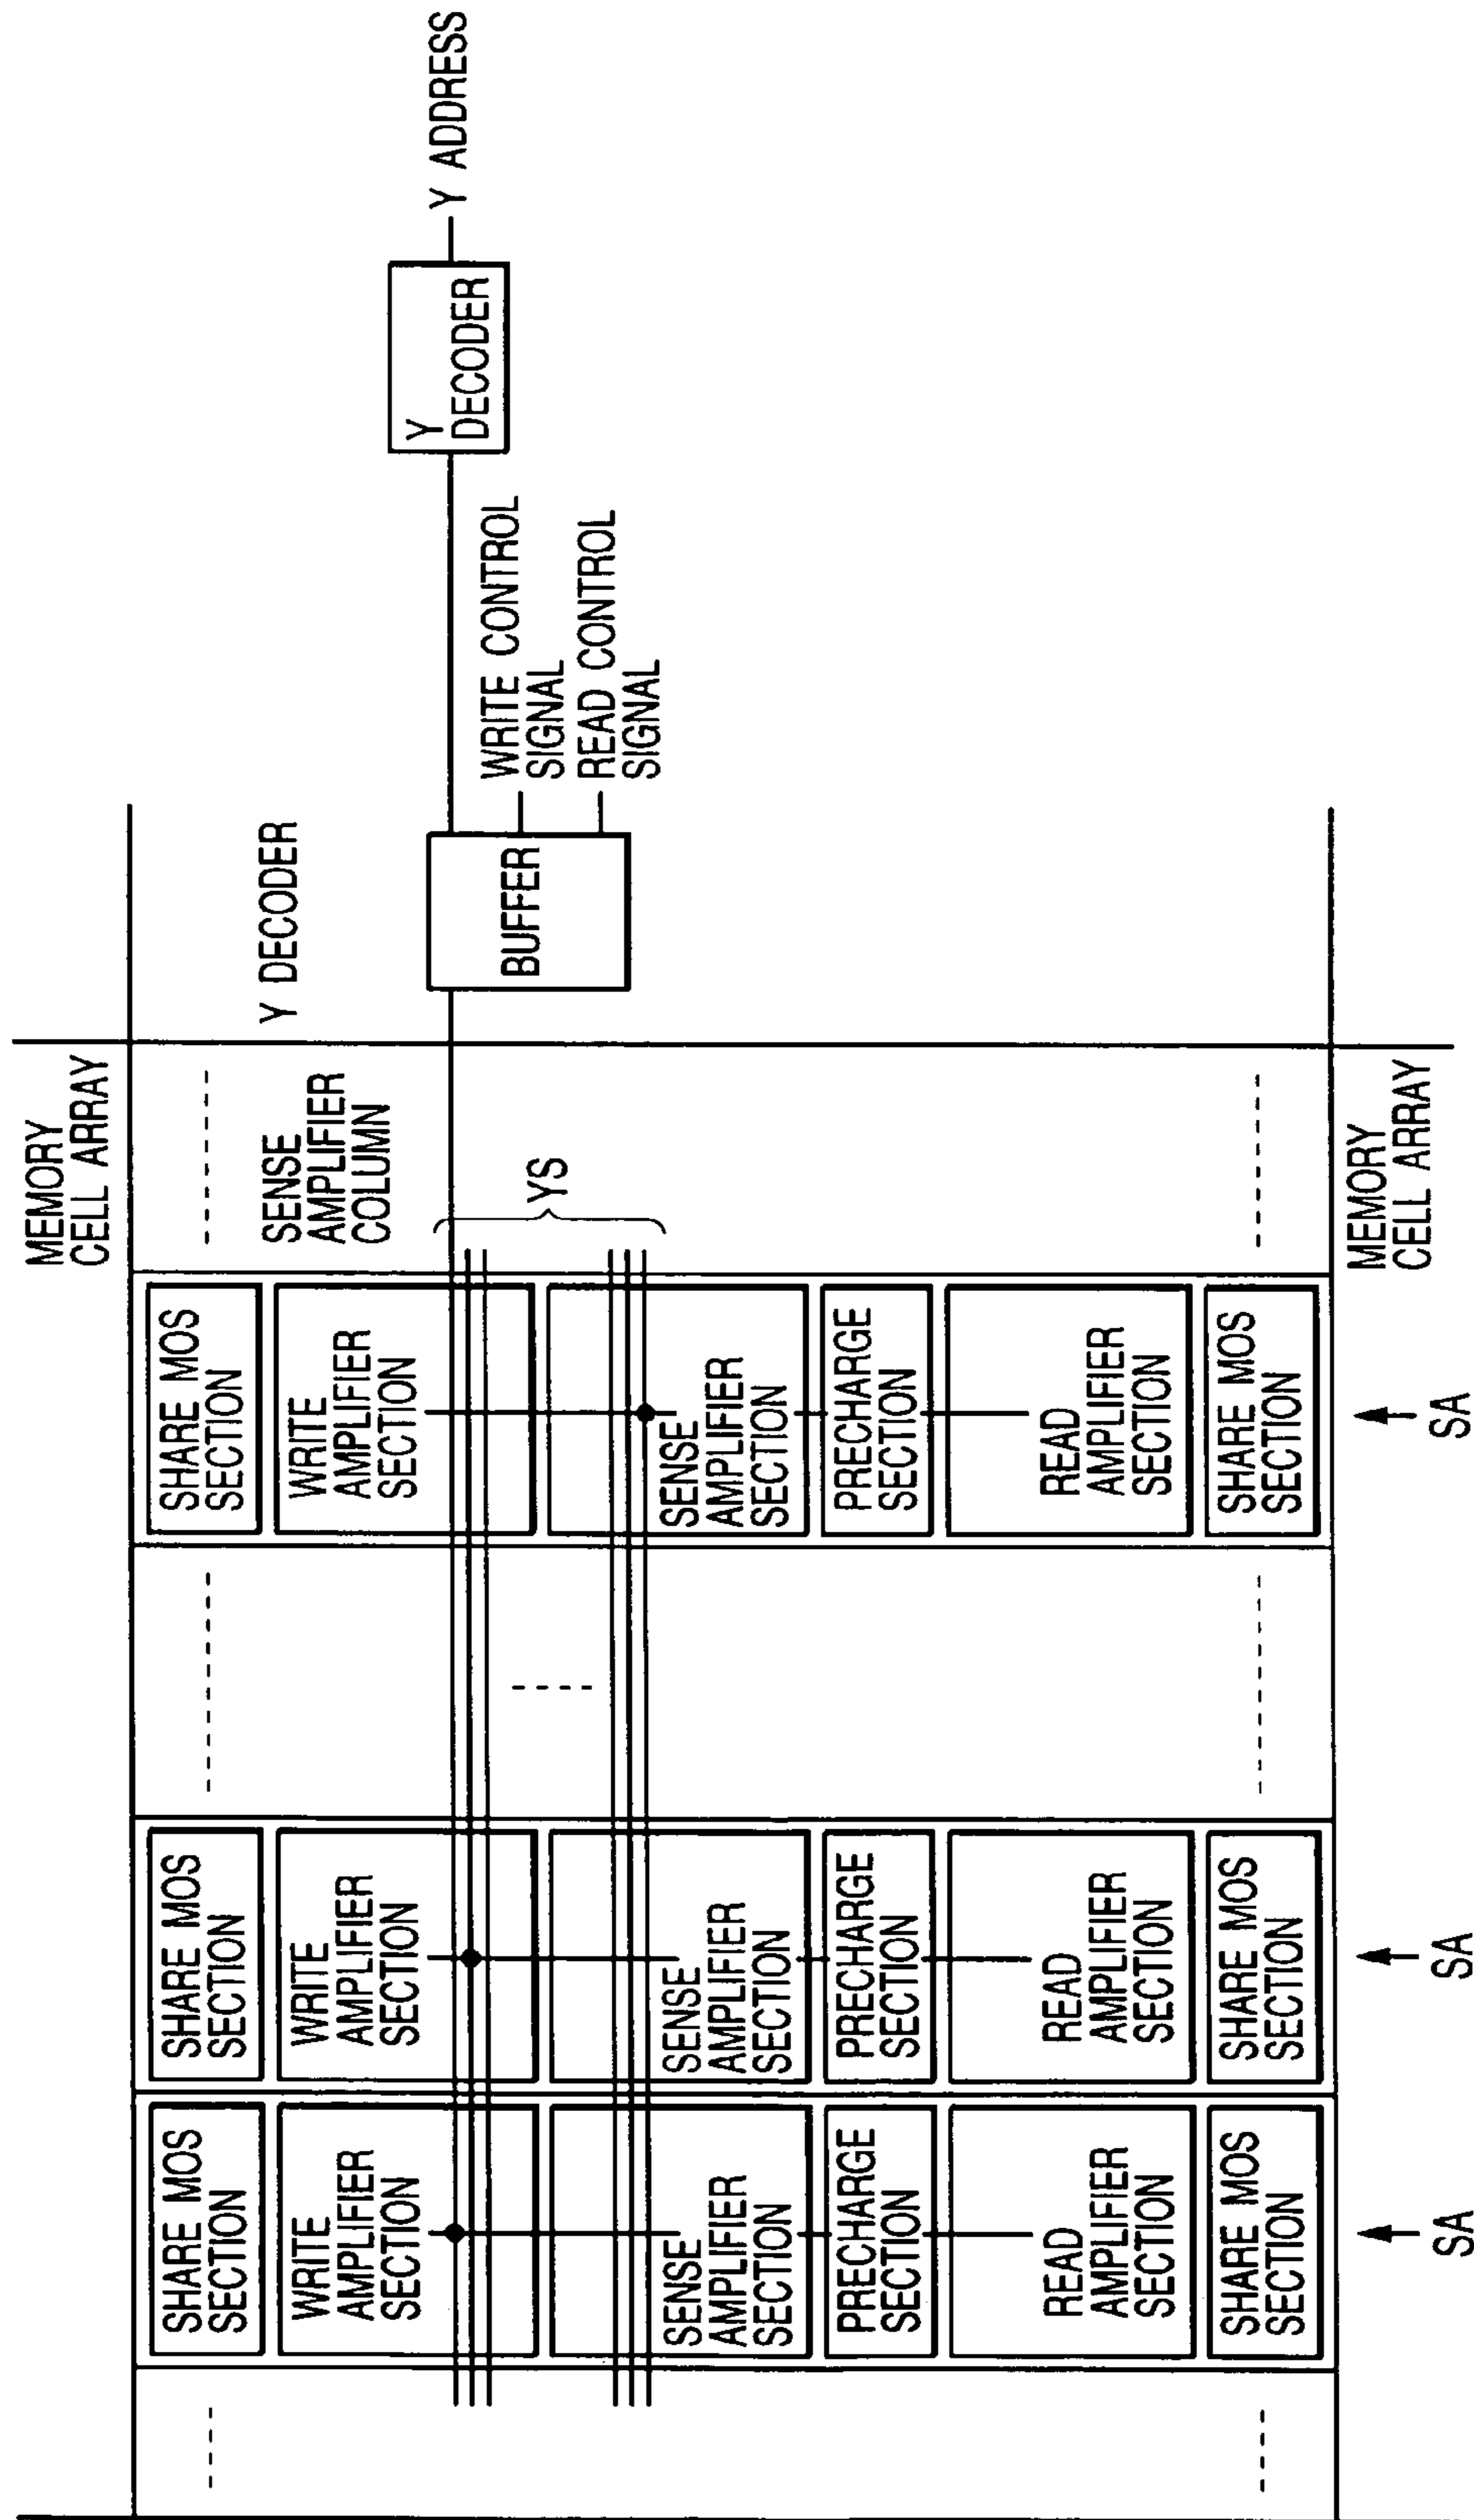 MEMORY
CELL ARRAY
SHARE MOS
SECTION
SHARE MOS
SECTION
SHARE MOS
SECTION
SENSE
AMPLIFIER
COLUMN
Y DECODER
WRITE
AMPLIFIER
SECTION
WRITE
AMPLIFIER
SECTION
WRITE
AMPLIFIER
SECTION
Y
DECODER
Y ADDRESS
BUFFER
WRITE CONTROL
SIGNAL
READ CONTROL
SIGNAL
YS
SENSE
AMPLIFIER
SECTION
SENSE
AMPLIFIER
SECTION
SENSE
AMPLIFIER
SECTION
PRECHARGE
SECTION
PRECHARGE
SECTION
PRECHARGE
SECTION
READ
AMPLIFIER
SECTION
READ
AMPLIFIER
SECTION
READ
AMPLIFIER
SECTION
SHARE MOS
SECTION
SHARE MOS
SECTION
SHARE MOS
SECTION
MEMORY
CELL ARRAY
SA
SA
SA